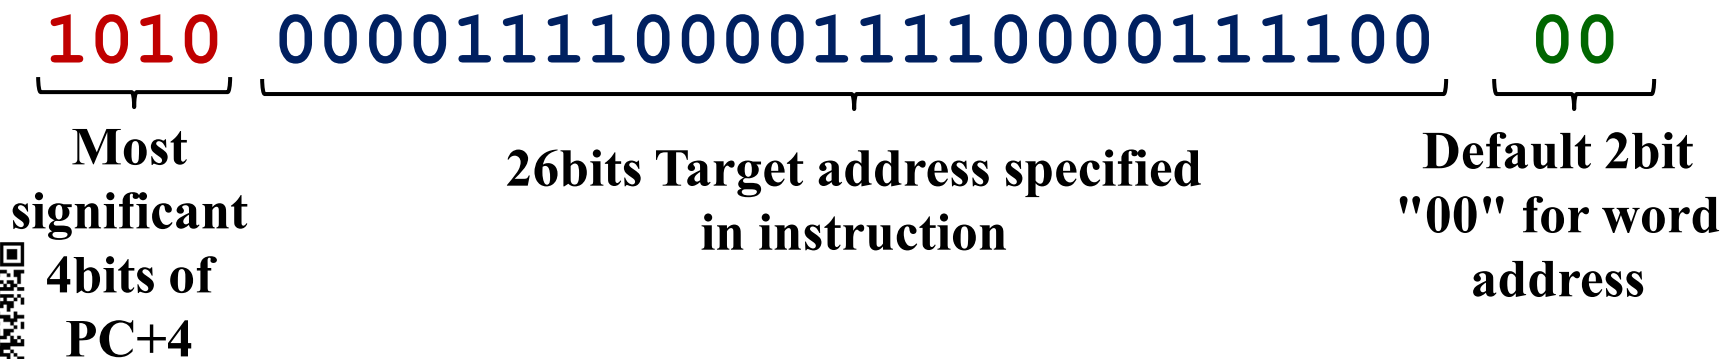 1010 00001111000011110000111100 00
Most
significant
4bits of
PC+4
26bits Target address specified
in instruction
Default 2bit
"00" for word
address